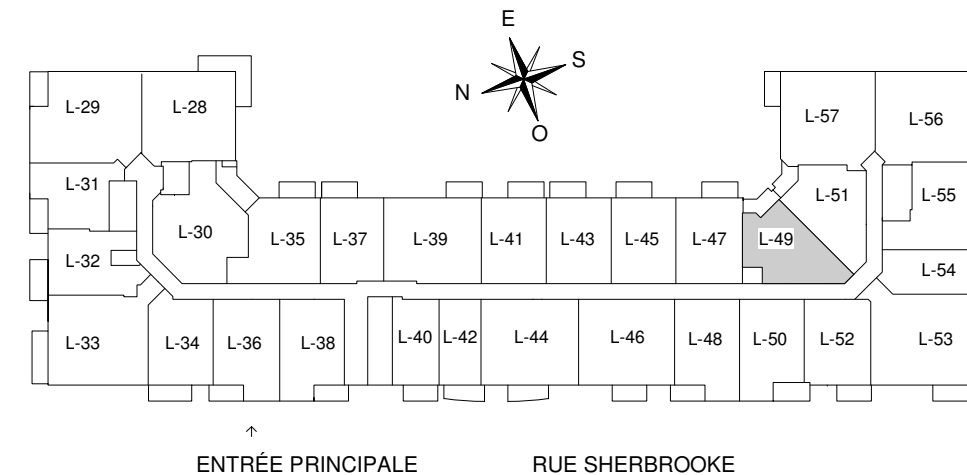 E
S
N
O
L-29
L-28
L-57
L-56
L-31
L-51
L-55
L-30
L-35
L-37
L-39
L-41
L-43
L-45
L-47
L-49
L-32
L-54
L-33
L-34
L-36
L-38
L-40
L-42
L-44
L-46
L-48
L-50
L-52
L-53
↑
ENTRÉE PRINCIPALE
RUE SHERBROOKE